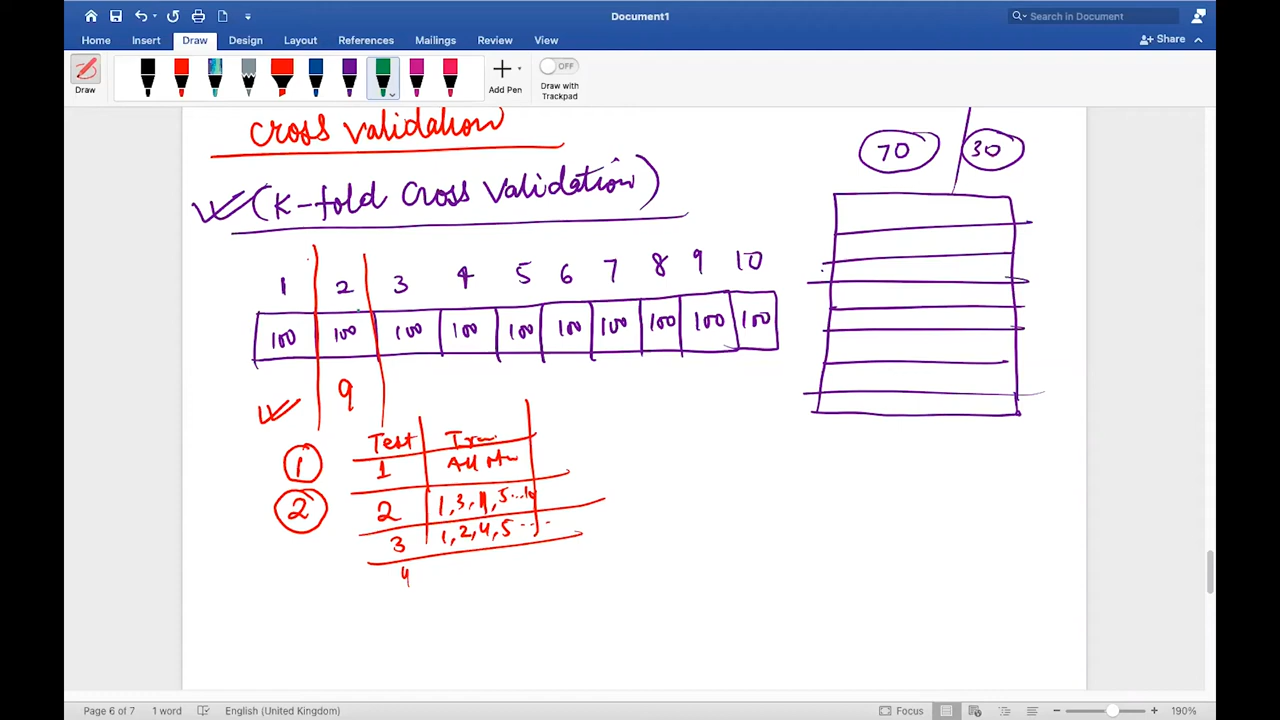 Document1
Search in Document
Home Insert Draw Design Layout References Mailings Review View
Share
Draw
Add Pen
OFF
Draw with
Trackpad
Cross validation
(K-fold Cross Validation)
70 30
1 2 3 4 5 6 7 8 9 10
100 100 100 100 100 100 100 100 100 100
9
Test
1 1 All
2 2 1, 3, 4, 5...10
3 1, 2, 4, 5 ....
4
Page 6 of 7 1 word English (United Kingdom) Focus 190%